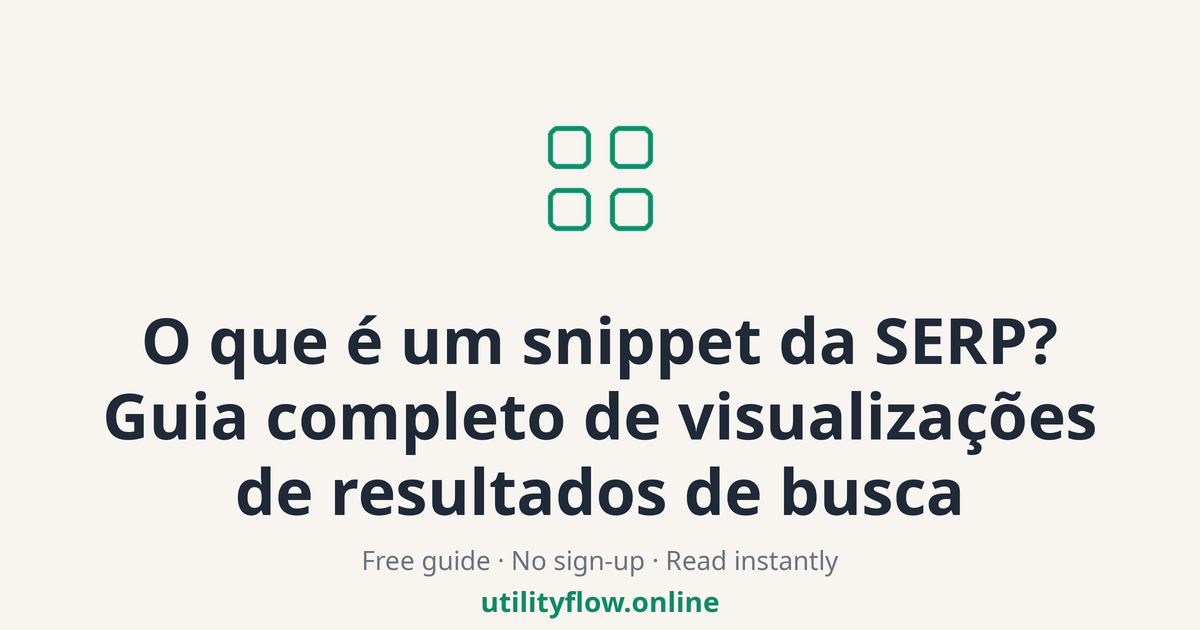 O que é um snippet da SERP?
Guia completo de visualizações
de resultados de busca
Free guide · No sign-up · Read instantly
utilityflow.online